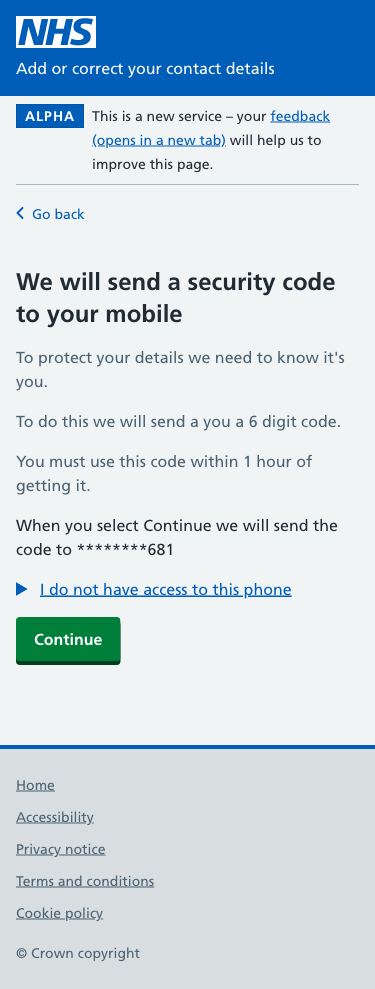 NHS
Add or correct your contact details
ALPHA
This is a new service – your feedback
(opens in a new tab) will help us to
improve this page.
Go back
We will send a security code
to your mobile
To protect your details we need to know it's
you.
To do this we will send a you a 6 digit code.
You must use this code within 1 hour of
getting it.
When you select Continue we will send the
code to ********681
I do not have access to this phone
Continue
Home
Accessibility
Privacy notice
Terms and conditions
Cookie policy
© Crown copyright